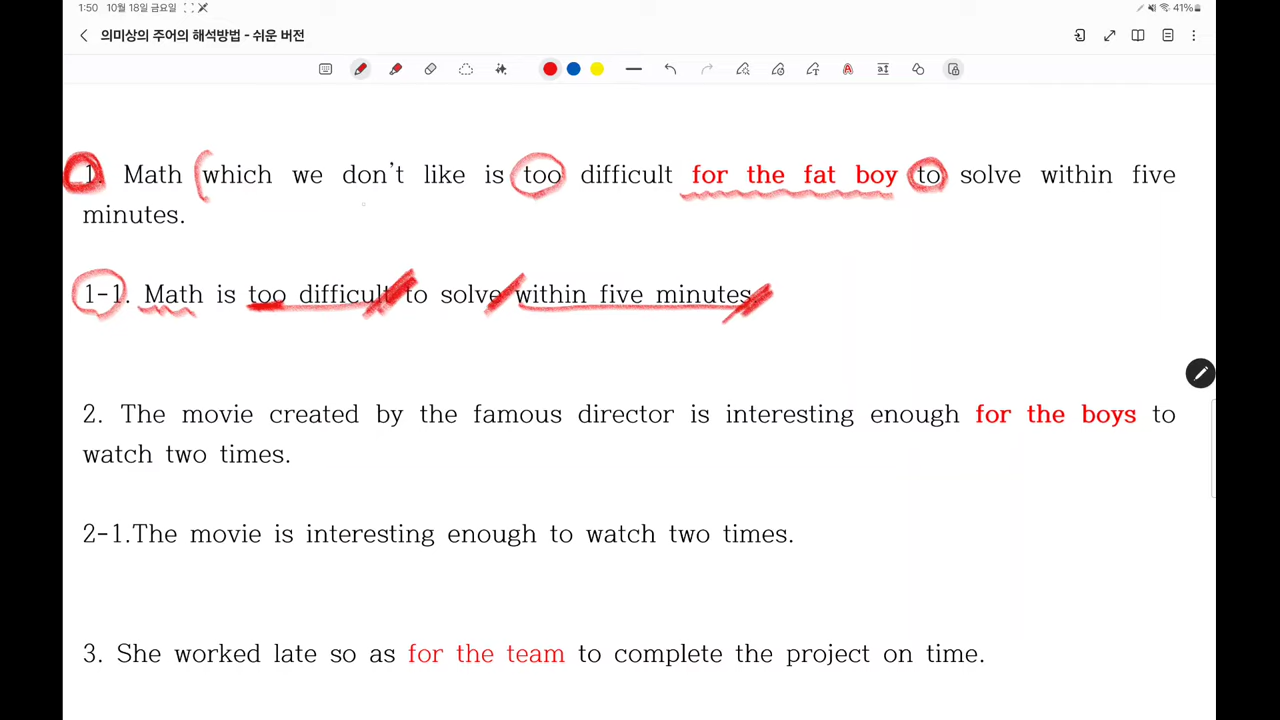 1:50 10월 18일 금요일 41%
의미상의 주어의 해석방법 - 쉬운 버전
1. Math which we don't like is too difficult for the fat boy to solve within five
minutes.
1-1. Math is too difficult to solve within five minutes
2. The movie created by the famous director is interesting enough for the boys to
watch two times.
2-1.The movie is interesting enough to watch two times.
3. She worked late so as for the team to complete the project on time.